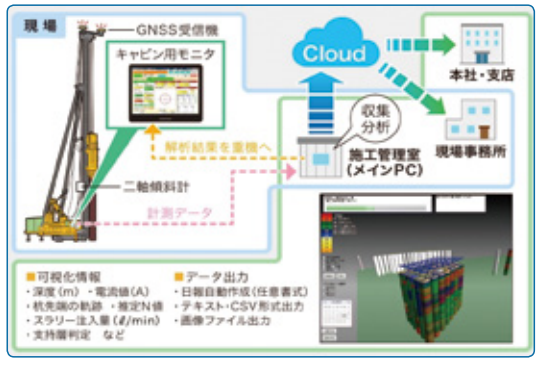 現場
GNSS受信機
キャビン用モニタ
Cloud
本社・支店
収集
分析
解析結果を重機へ
施工管理室
(メインPC)
現場事務所
二軸傾斜計
計測データ
■可視化情報
・深度(m) ・電流値(A)
・杭先端の軌跡 ・推定N値
・スラリー注入量(ℓ/min)
・支持層判定 など
■データ出力
・日報自動作成(任意書式)
・テキスト・CSV形式出力
・画像ファイル出力